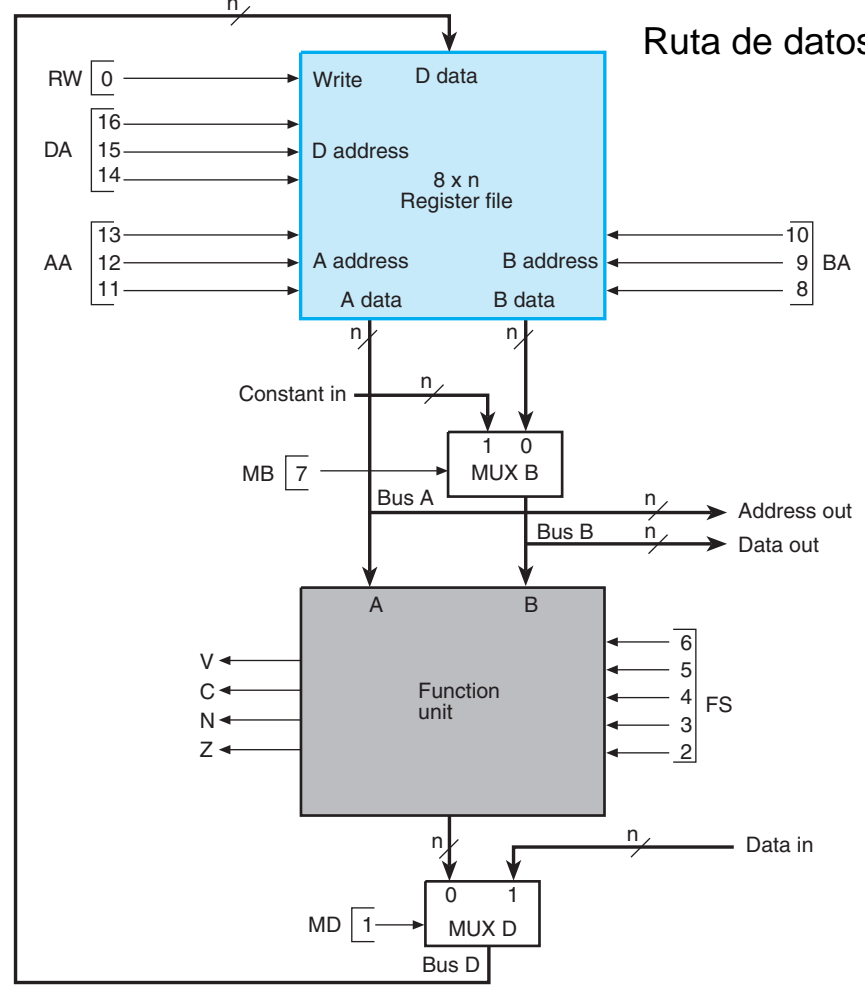 n
Ruta de datos
RW 0
Write
D data
16
DA 15
14
D address
8 x n
Register file
13
AA 12
11
A address
B address
10
9 BA
8
A data
B data
n
n
Constant in
n
1 0
MB 7
MUX B
Bus A
n
Address out
Bus B
n
Data out
A
B
V
C
N
Z
Function
unit
6
5
4
3
2
FS
n
n
Data in
0 1
MD 1
MUX D
Bus D